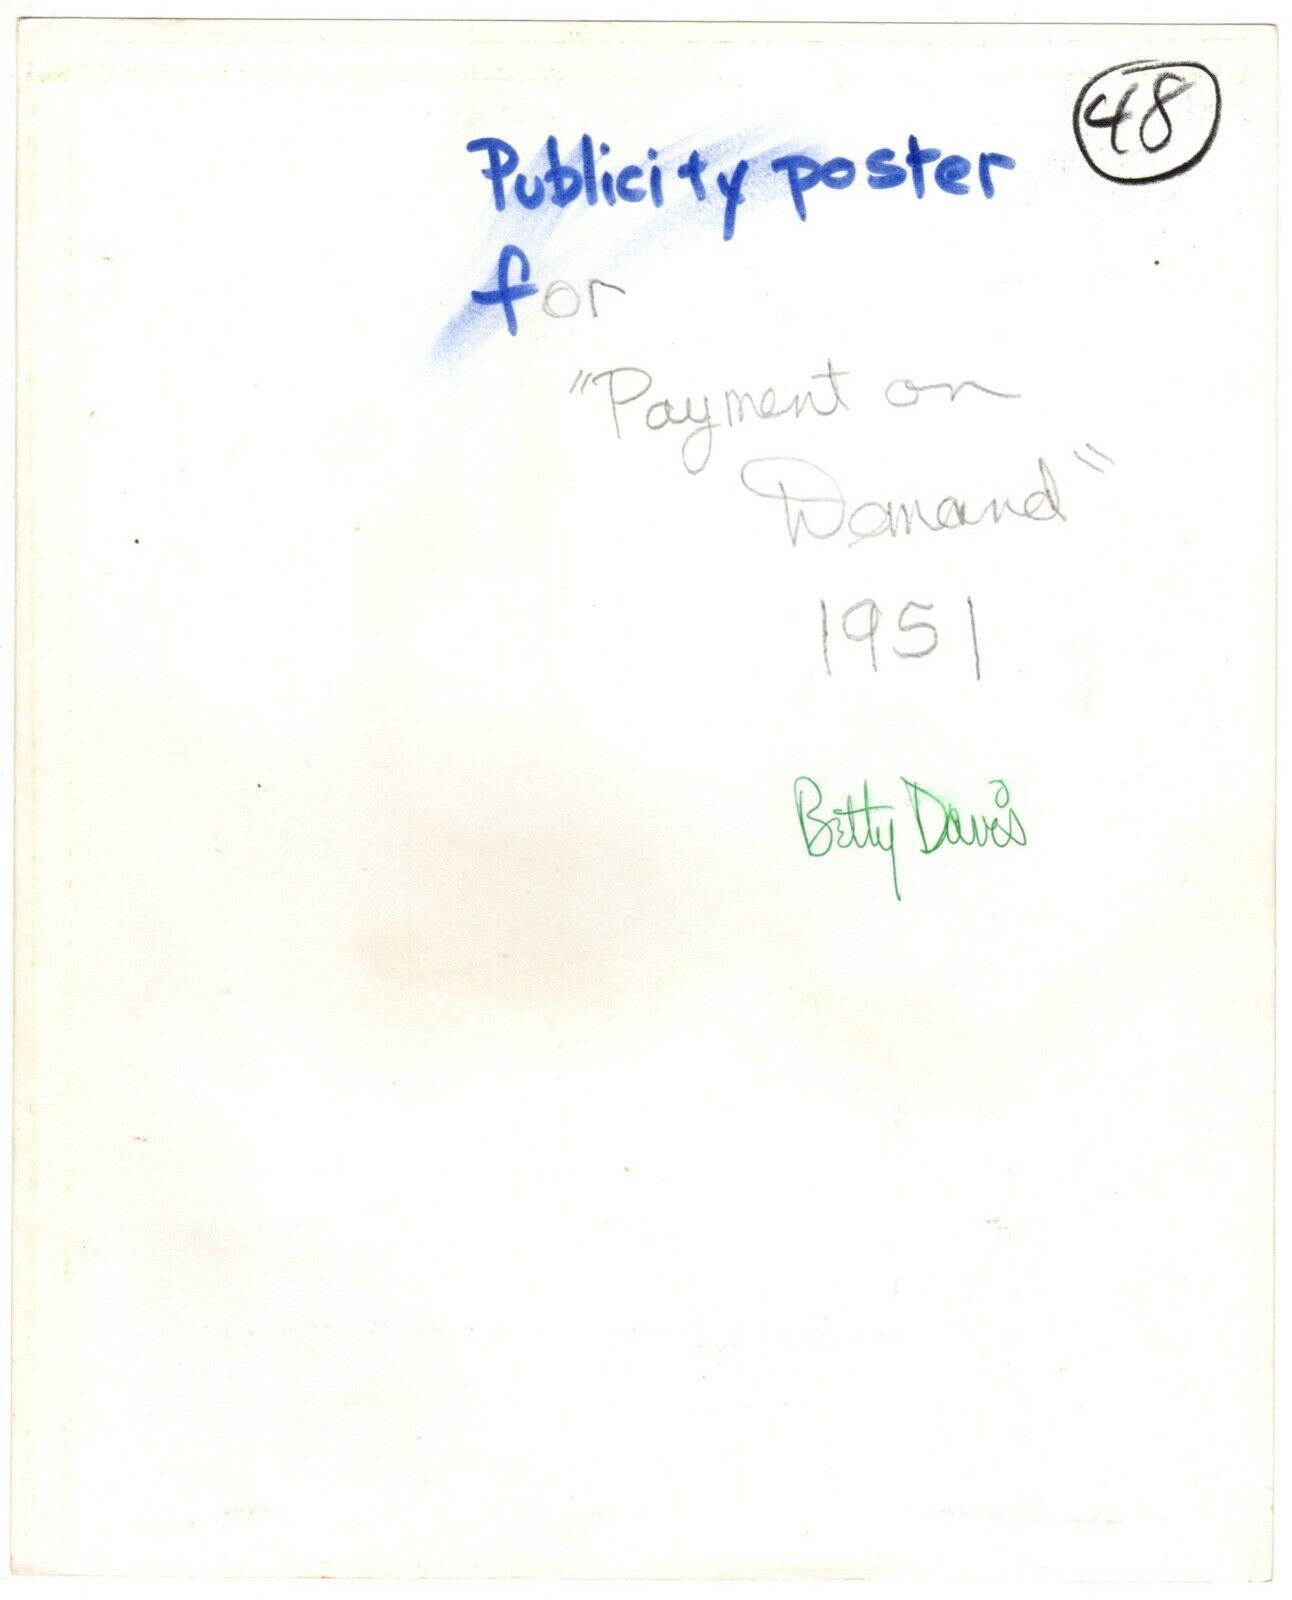 48
Publicity poster
for
"Payment on
Demand"
1951
Betty Davis